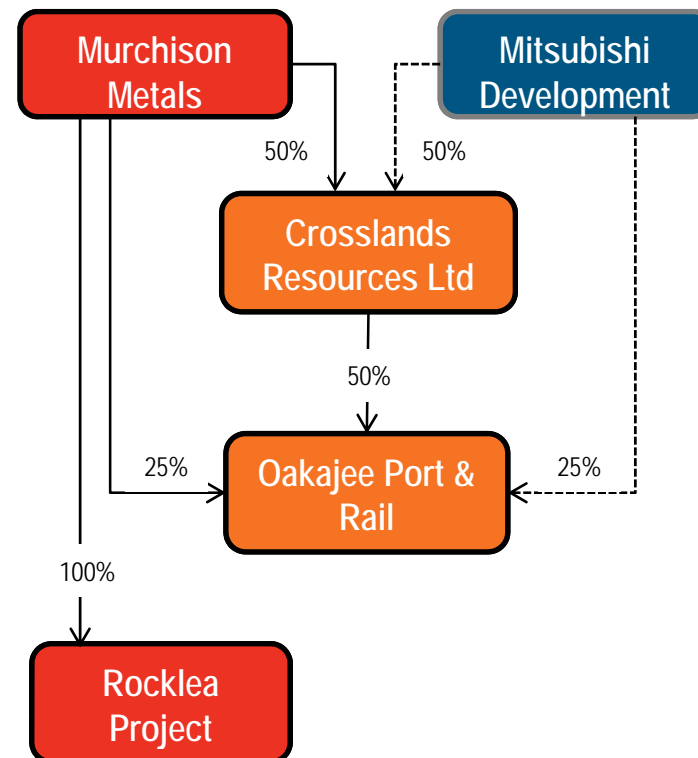 Murchison
Metals
Mitsubishi
Development
50%
50%
Crosslands
Resources Ltd
50%
25%
Oakajee Port &
Rail
25%
100%
Rocklea
Project